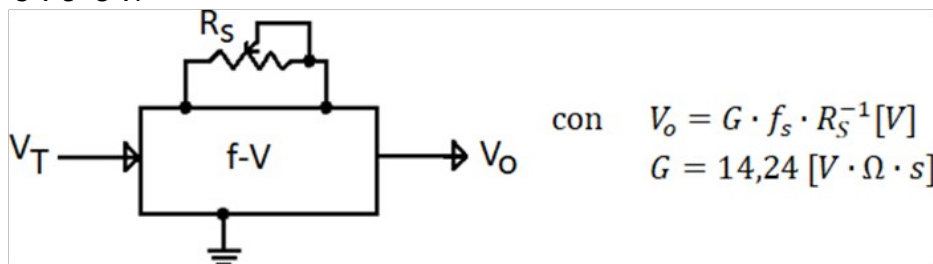 R_S
V_T
f-V
V_o
con V_o = G · f_s · R_S^{-1} [V]
G = 14,24 [V · Ω · s]